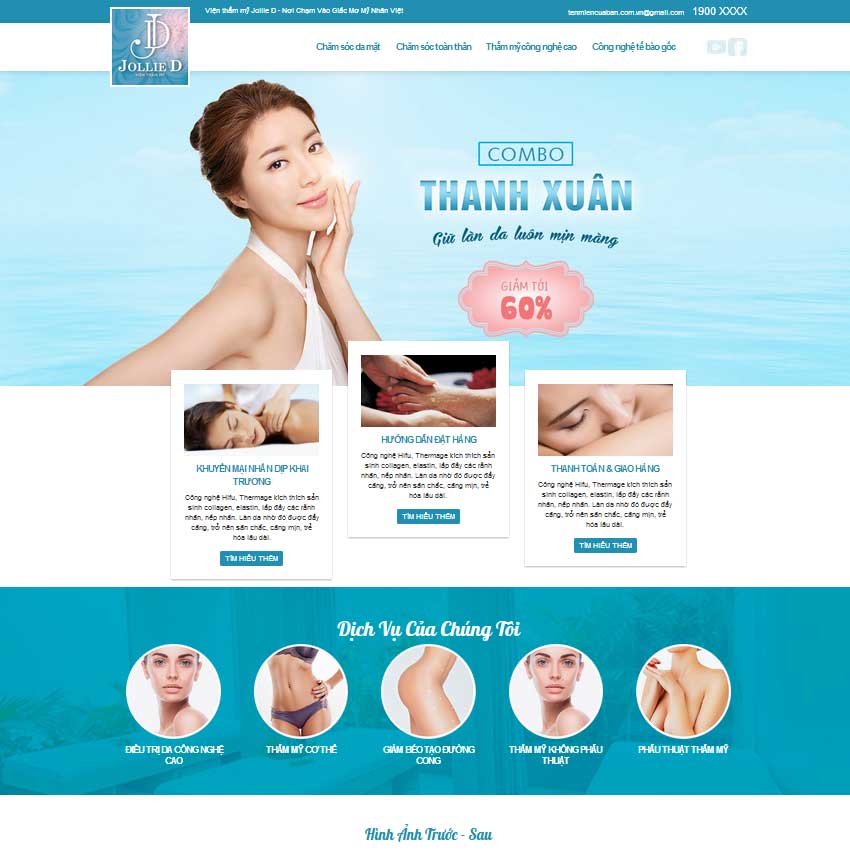 Viện thẩm mỹ Jollie D - Nơi Chạm Vào Giấc Mơ Mỹ Nhân Việt
tenmiencuaban.com.vn@gmail.com 1900 XXXX
JD
JOLLIE D
VIỆN THẨM MỸ
Chăm sóc da mặt Chăm sóc toàn thân Thẩm mỹ công nghệ cao Công nghệ tế bào gốc
COMBO
THANH XUÂN
Giữ làn da luôn mịn màng
GIẢM TỚI
60%
KHUYẾN MẠI NHÂN DỊP KHAI
TRƯƠNG
Công nghệ Hifu, Thermage kích thích sản
sinh collagen, elastin, lấp đầy các rãnh
nhăn, nếp nhăn. Làn da nhờ đó được đầy
căng, trở nên săn chắc, căng mịn, trẻ
hóa lâu dài.
TÌM HIỂU THÊM
HƯỚNG DẪN ĐẶT HÀNG
Công nghệ Hifu, Thermage kích thích sản
sinh collagen, elastin, lấp đầy các rãnh
nhăn, nếp nhăn. Làn da nhờ đó được đầy
căng, trở nên săn chắc, căng mịn, trẻ
hóa lâu dài.
TÌM HIỂU THÊM
THANH TOÁN & GIAO HÀNG
Công nghệ Hifu, Thermage kích thích sản
sinh collagen, elastin, lấp đầy các rãnh
nhăn, nếp nhăn. Làn da nhờ đó được đầy
căng, trở nên săn chắc, căng mịn, trẻ
hóa lâu dài.
TÌM HIỂU THÊM
Dịch Vụ Của Chúng Tôi
ĐIỀU TRỊ DA CÔNG NGHỆ
CAO
THẨM MỸ CƠ THỂ
GIẢM BÉO TẠO ĐƯỜNG
CONG
THẨM MỸ KHÔNG PHẪU
THUẬT
PHẪU THUẬT THẨM MỸ
Hình Ảnh Trước - Sau